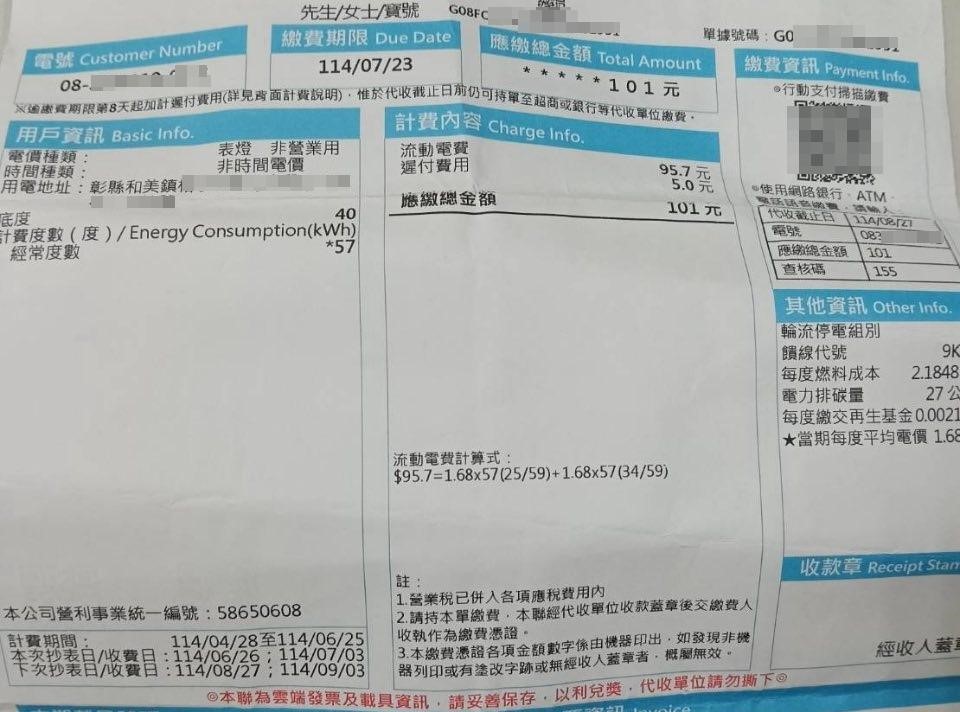 先生/女士/寶號 G08FC
單據號碼：G0
電號 Customer Number
08-
繳費期限 Due Date
114/07/23
應繳總金額 Total Amount
*****101元
※逾繳費期限第8天起加計遲付費用(詳見背面計費說明)，惟於代收截止日前仍可持單至超商或銀行等代收單位繳費。
用戶資訊 Basic Info.
電價種類： 表燈 非營業用
時間種類： 非時間電價
用電地址：彰縣和美鎮
底度 40
計費度數（度）/ Energy Consumption(kWh)
經常度數 *57
本公司營利事業統一編號：58650608
計費期間： 114/04/28至114/06/25
本次抄表日/收費日：114/06/26；114/07/03
下次抄表日/收費日：114/08/27；114/09/03
計費內容 Charge Info.
流動電費 95.7 元
遲付費用 5.0 元
應繳總金額 101 元
流動電費計算式：
$95.7=1.68x57(25/59)+1.68x57(34/59)
註：
1.營業稅已併入各項應稅費用內
2.請持本單繳費，本聯經代收單位收款蓋章後交繳費人
收執作為繳費憑證。
3.本繳費憑證各項金額數字係由機器印出，如發現非機
器列印或有塗改字跡或無經收人蓋章者，概屬無效。
繳費資訊 Payment Info.
⊙行動支付掃描繳費
⊙使用網路銀行、ATM、
代收截止日 114/08/27
電號 083
應繳總金額 101
查核碼 155
其他資訊 Other Info.
輪流停電組別
饋線代號 9K
每度燃料成本 2.1848
電力排碳量 27 公
每度繳交再生基金 0.0021
★當期每度平均電價 1.68
收款章 Receipt Stam
經收人蓋章
⊙本聯為雲端發票及載具資訊，請妥善保存，以利兌獎，代收單位請勿撕下⊙
Invoice